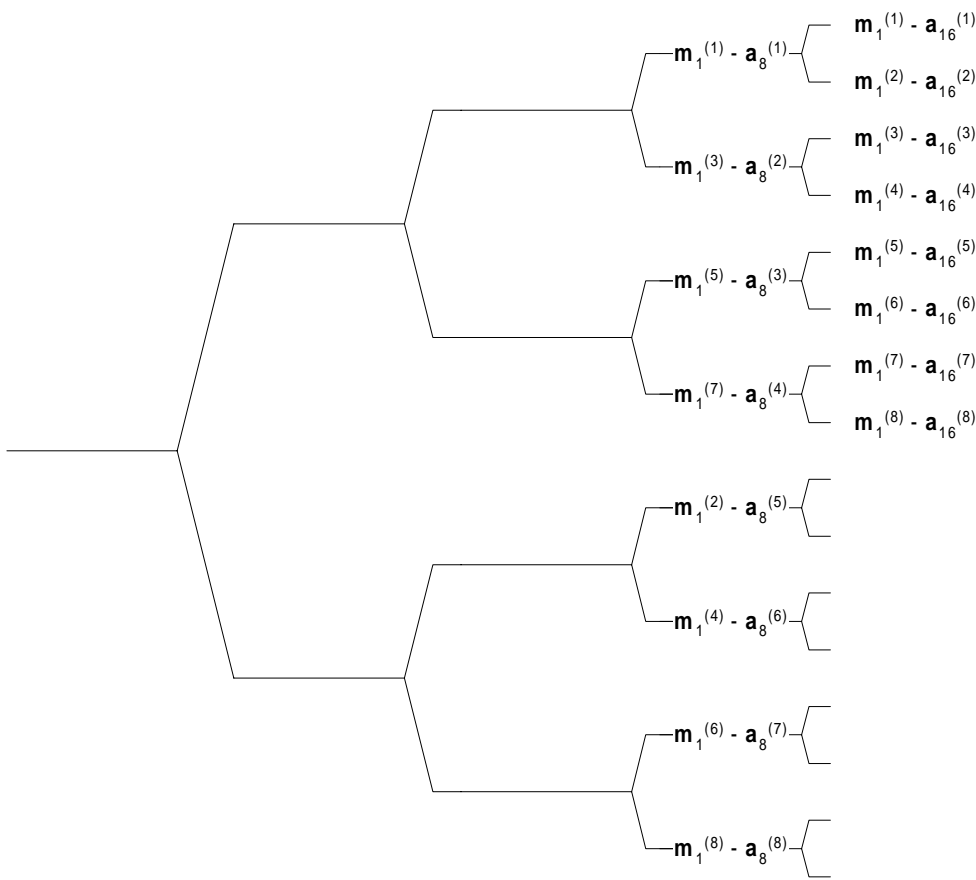 m₁⁽¹⁾ - a₁₆⁽¹⁾
m₁⁽¹⁾ - a₈⁽¹⁾
m₁⁽²⁾ - a₁₆⁽²⁾
m₁⁽³⁾ - a₁₆⁽³⁾
m₁⁽³⁾ - a₈⁽²⁾
m₁⁽⁴⁾ - a₁₆⁽⁴⁾
m₁⁽⁵⁾ - a₁₆⁽⁵⁾
m₁⁽⁵⁾ - a₈⁽³⁾
m₁⁽⁶⁾ - a₁₆⁽⁶⁾
m₁⁽⁷⁾ - a₁₆⁽⁷⁾
m₁⁽⁷⁾ - a₈⁽⁴⁾
m₁⁽⁸⁾ - a₁₆⁽⁸⁾
m₁⁽²⁾ - a₈⁽⁵⁾
m₁⁽⁴⁾ - a₈⁽⁶⁾
m₁⁽⁶⁾ - a₈⁽⁷⁾
m₁⁽⁸⁾ - a₈⁽⁸⁾